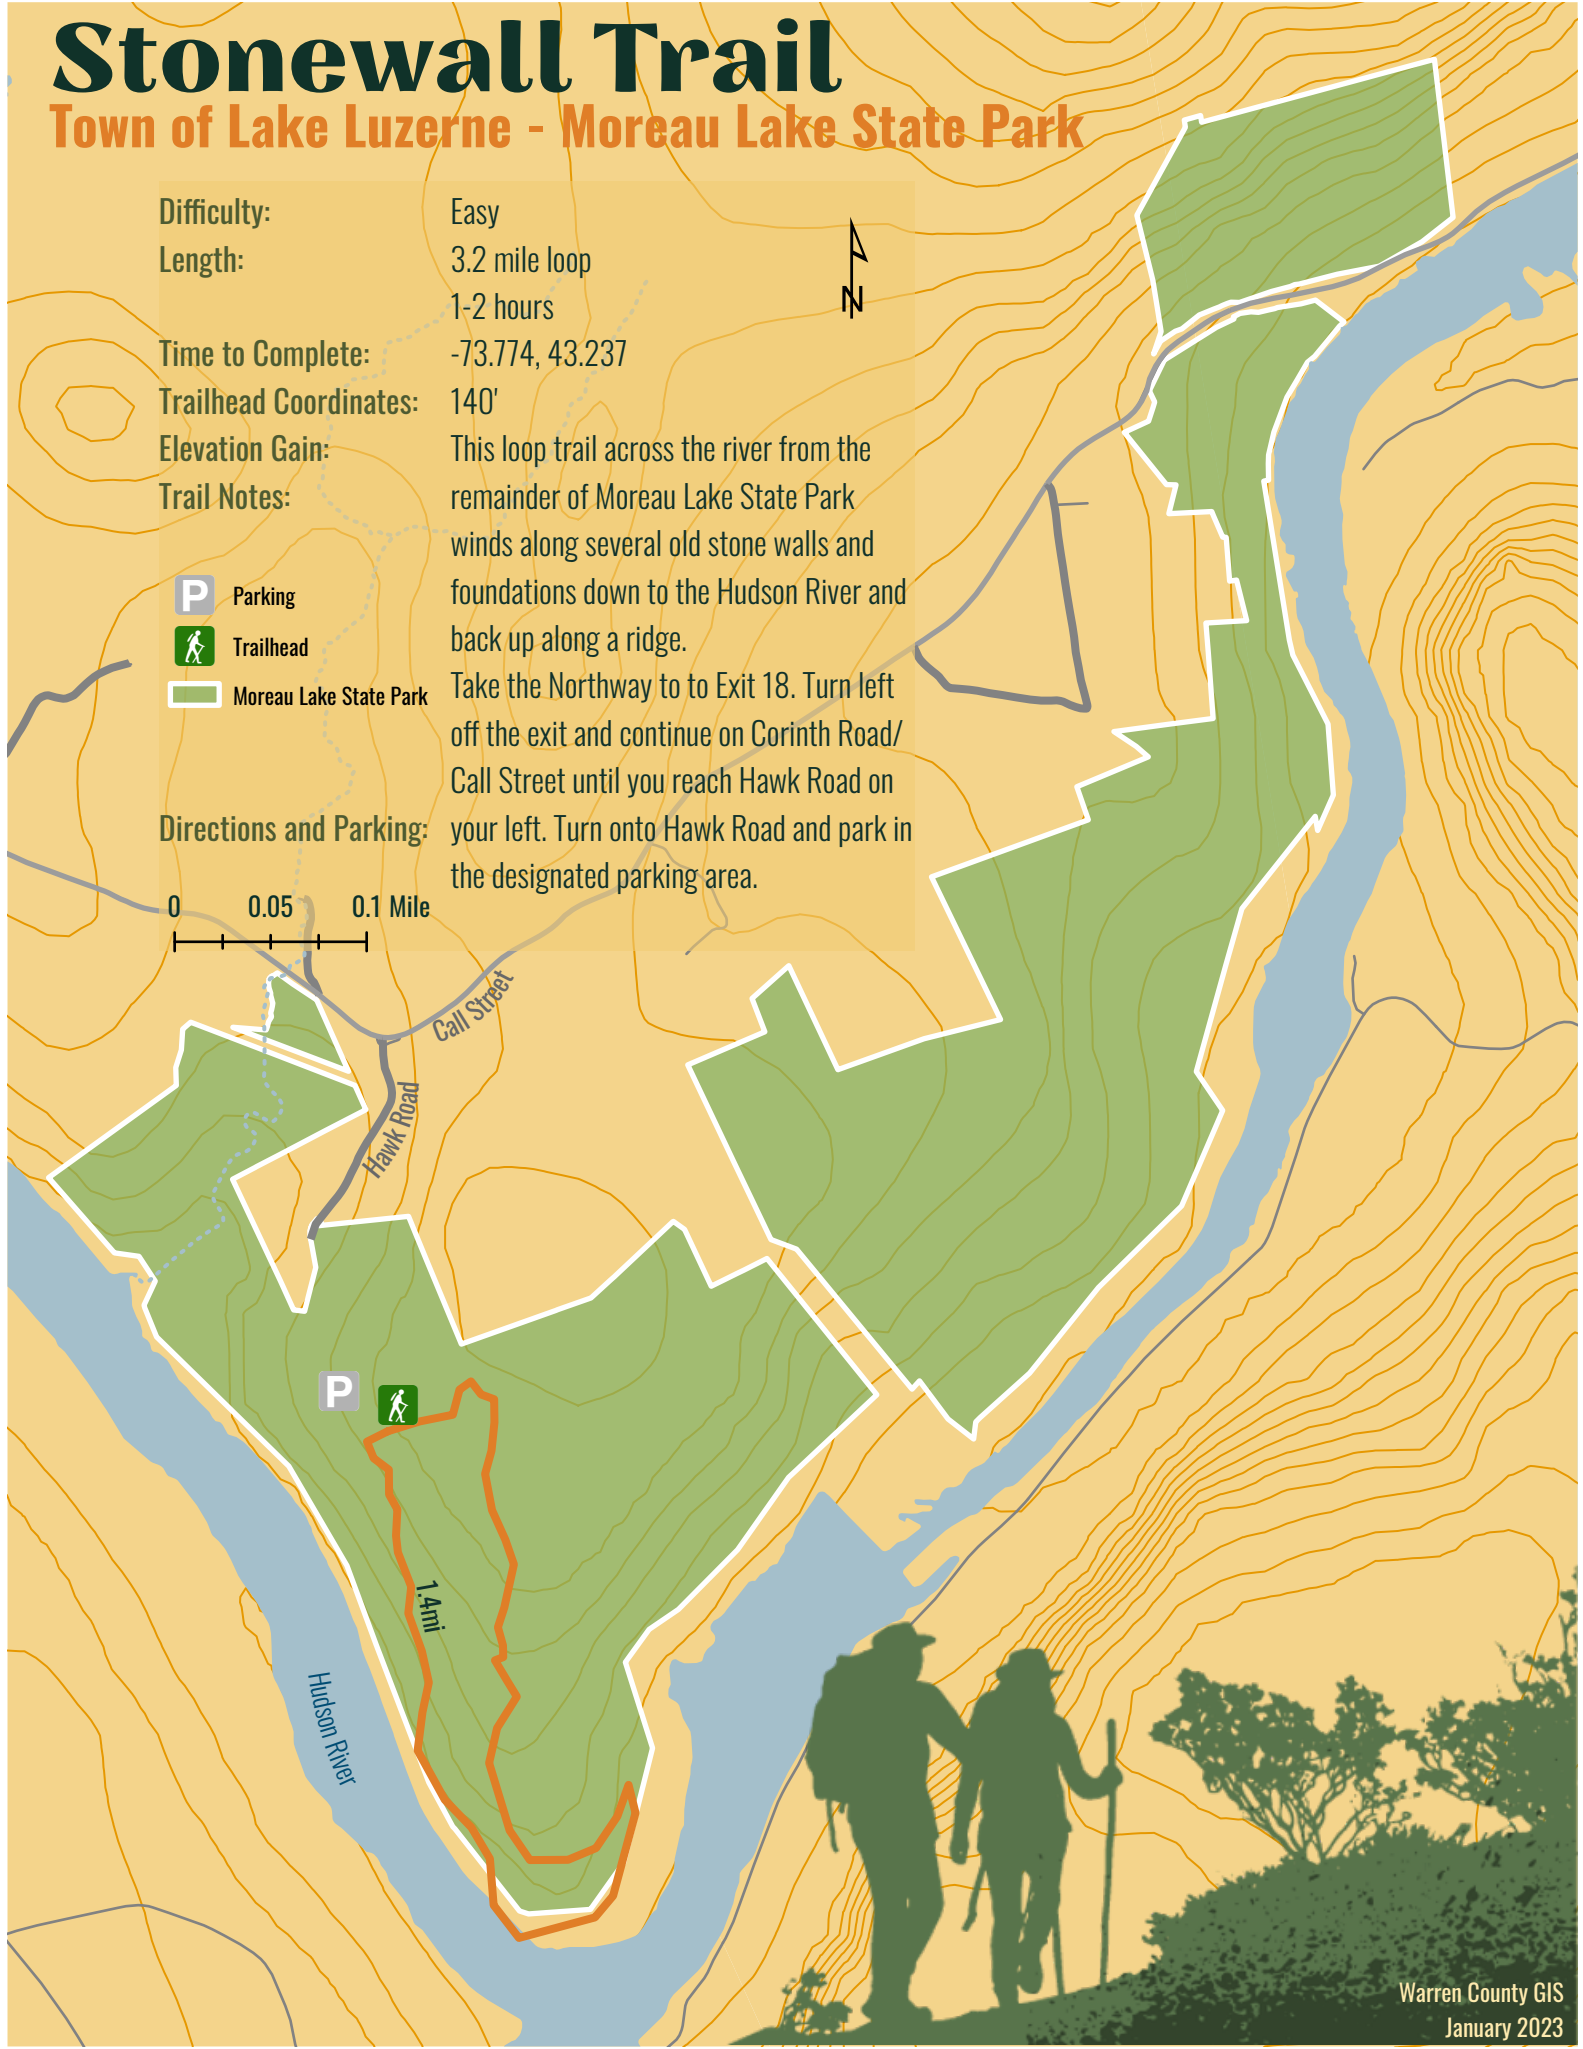 Stonewall Trail
Town of Lake Luzerne - Moreau Lake State Park
Difficulty: Easy
Length: 3.2 mile loop
1-2 hours
Time to Complete: -73.774, 43.237
Trailhead Coordinates: 140'
Elevation Gain: This loop trail across the river from the
Trail Notes: remainder of Moreau Lake State Park
winds along several old stone walls and
foundations down to the Hudson River and
back up along a ridge.
Take the Northway to to Exit 18. Turn left
off the exit and continue on Corinth Road/
Call Street until you reach Hawk Road on
Directions and Parking: your left. Turn onto Hawk Road and park in
the designated parking area.
N
P Parking
Trailhead
Moreau Lake State Park
0 0.05 0.1 Mile
Call Street
Hawk Road
P
1.4mi
Hudson River
Warren County GIS
January 2023